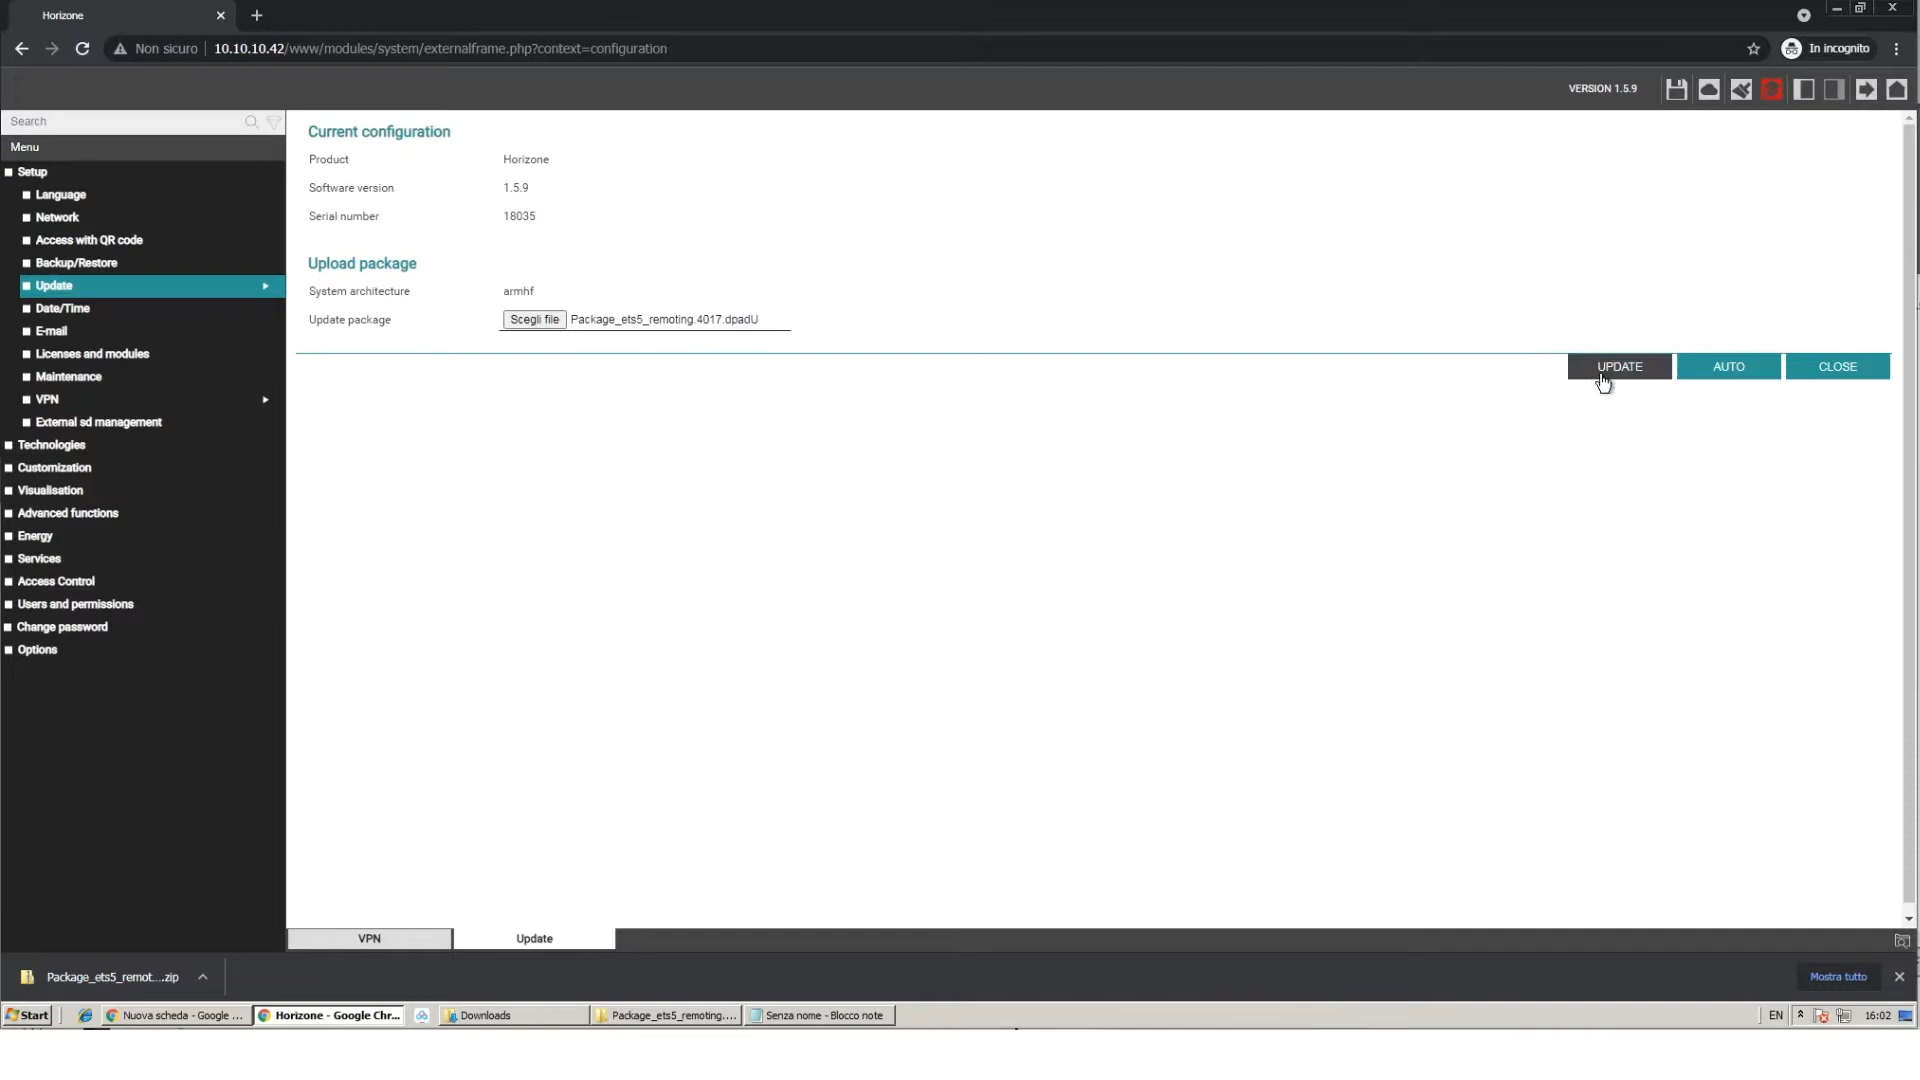 Horizone
Non sicuro
10.10.10.42/www/modules/system/externalframe.php?context=configuration
In incognito
VERSION 1.5.9
Search
Menu
Setup
Language
Network
Access with QR code
Backup/Restore
Update
Date/Time
E-mail
Licenses and modules
Maintenance
VPN
External sd management
Technologies
Customization
Visualisation
Advanced functions
Energy
Services
Access Control
Users and permissions
Change password
Options
Current configuration
Product Horizone
Software version 1.5.9
Serial number 18035
Upload package
System architecture armhf
Update package Scegli file Package_ets5_remoting.4017.dpadU
UPDATE AUTO CLOSE
VPN Update
Package_ets5_remot....zip
Mostra tutto
Start Nuova scheda - Google ... Horizone - Google Chr... Downloads Package_ets5_remoting.... Senza nome - Blocco note EN 16:02